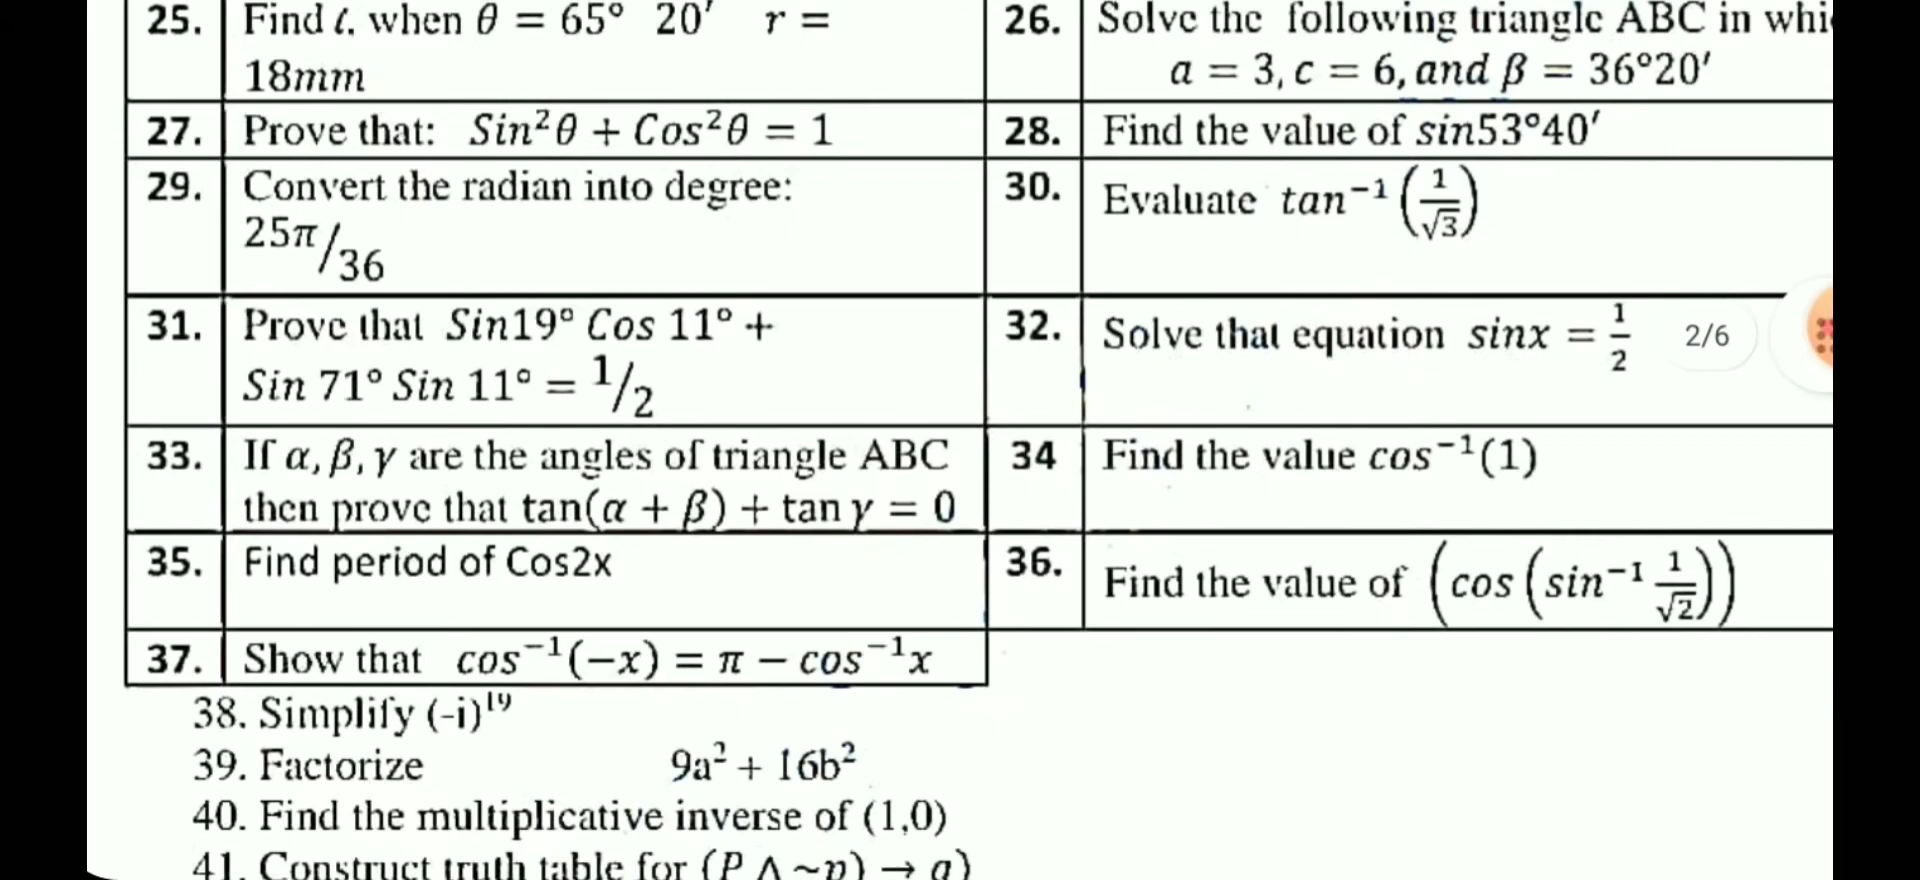 25. Find ℓ, when θ = 65° 20′ r =
18mm
26. Solve the following triangle ABC in whi
a = 3, c = 6, and β = 36°20′
27. Prove that: Sin²θ + Cos²θ = 1
28. Find the value of sin53°40′
29. Convert the radian into degree:
25π/36
30. Evaluate tan⁻¹(1/√3)
31. Prove that Sin19° Cos 11° +
Sin 71° Sin 11° = 1/2
32. Solve that equation sinx = 1/2
2/6
33. If α, β, γ are the angles of triangle ABC
then prove that tan(α + β) + tan γ = 0
34 Find the value cos⁻¹(1)
35. Find period of Cos2x
36. Find the value of (cos (sin⁻¹ 1/√2))
37. Show that cos⁻¹(−x) = π − cos⁻¹x
38. Simplify (-i)¹⁹
39. Factorize 9a² + 16b²
40. Find the multiplicative inverse of (1,0)
41. Construct truth table for (P ∧ ~p) → q)